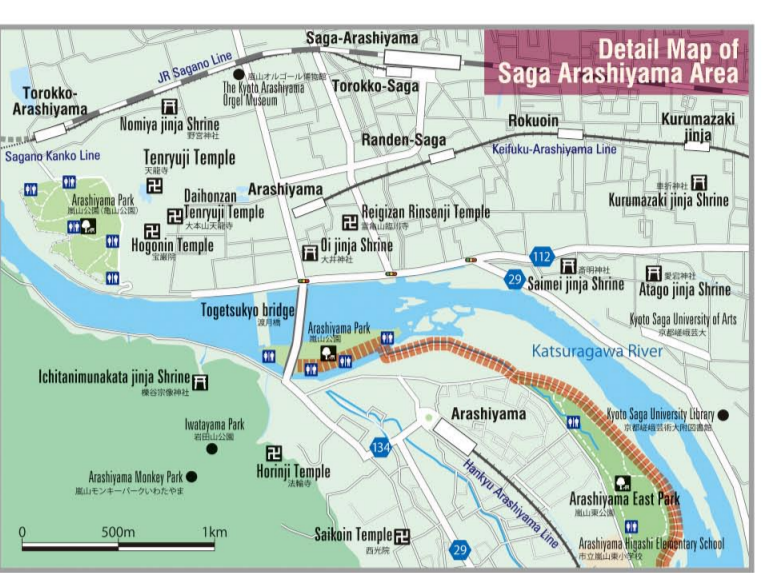 Detail Map of
Saga Arashiyama Area
Saga-Arashiyama
JR Sagano Line
嵐山オルゴール博物館
The Kyoto Arashiyama
Orgel Museum
Torokko-Saga
Torokko-
Arashiyama
Nomiya jinja Shrine
野宮神社
Sagano Kanko Line
Randen-Saga
Rokuoin
Kurumazaki
jinja
Keifuku-Arashiyama Line
Tenryuji Temple
天龍寺
Arashiyama Park
嵐山公園(亀山公園)
Daihonzan
Tenryuji Temple
大本山天龍寺
Arashiyama
Hogonin Temple
宝厳院
Reigizan Rinsenji Temple
霊亀山臨川寺
車折神社
Kurumazaki jinja Shrine
Oi jinja Shrine
大井神社
112
29
斎明神社
Saimei jinja Shrine
愛宕神社
Atago jinja Shrine
Togetsukyo bridge
渡月橋
Arashiyama Park
嵐山公園
Kyoto Saga University of Arts
京都嵯峨芸大
Katsuragawa River
Ichitanimunakata jinja Shrine
櫟谷宗像神社
Iwatayama Park
岩田山公園
Arashiyama
Kyoto Saga University Library
京都嵯峨芸術大附図書館
134
Horinji Temple
法輪寺
Arashiyama Monkey Park
嵐山モンキーパークいわたやま
Hankyu Arashiyama Line
Arashiyama East Park
嵐山東公園
Saikoin Temple
西光院
29
Arashiyama Higashi Elementary School
市立嵐山東小学校
0 500m 1km